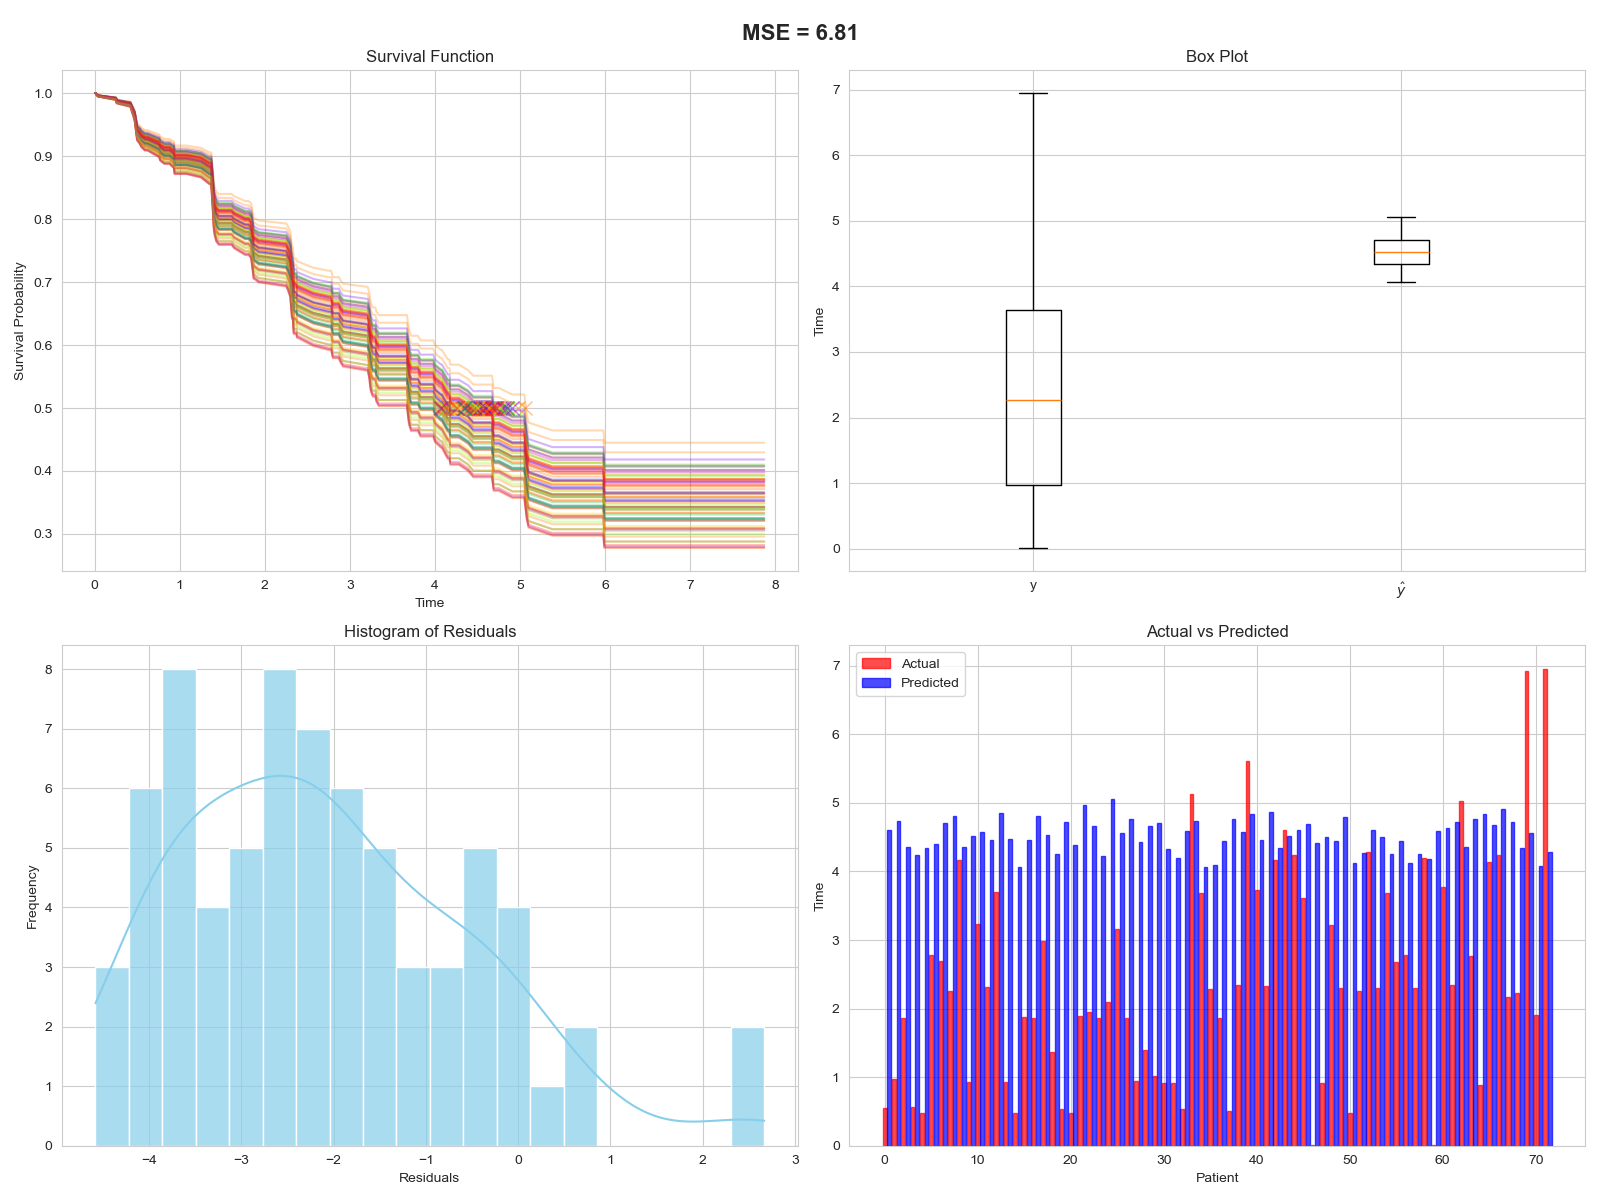 MSE = 6.81
Survival Function
Survival Probability
1.0
0.9
0.8
0.7
0.6
0.5
0.4
0.3
0 1 2 3 4 5 6 7 8
Time
Box Plot
Time
7
6
5
4
3
2
1
0
y ŷ
Histogram of Residuals
Frequency
8
7
6
5
4
3
2
1
0
−4 −3 −2 −1 0 1 2 3
Residuals
Actual vs Predicted
Actual
Predicted
Time
7
6
5
4
3
2
1
0
0 10 20 30 40 50 60 70
Patient